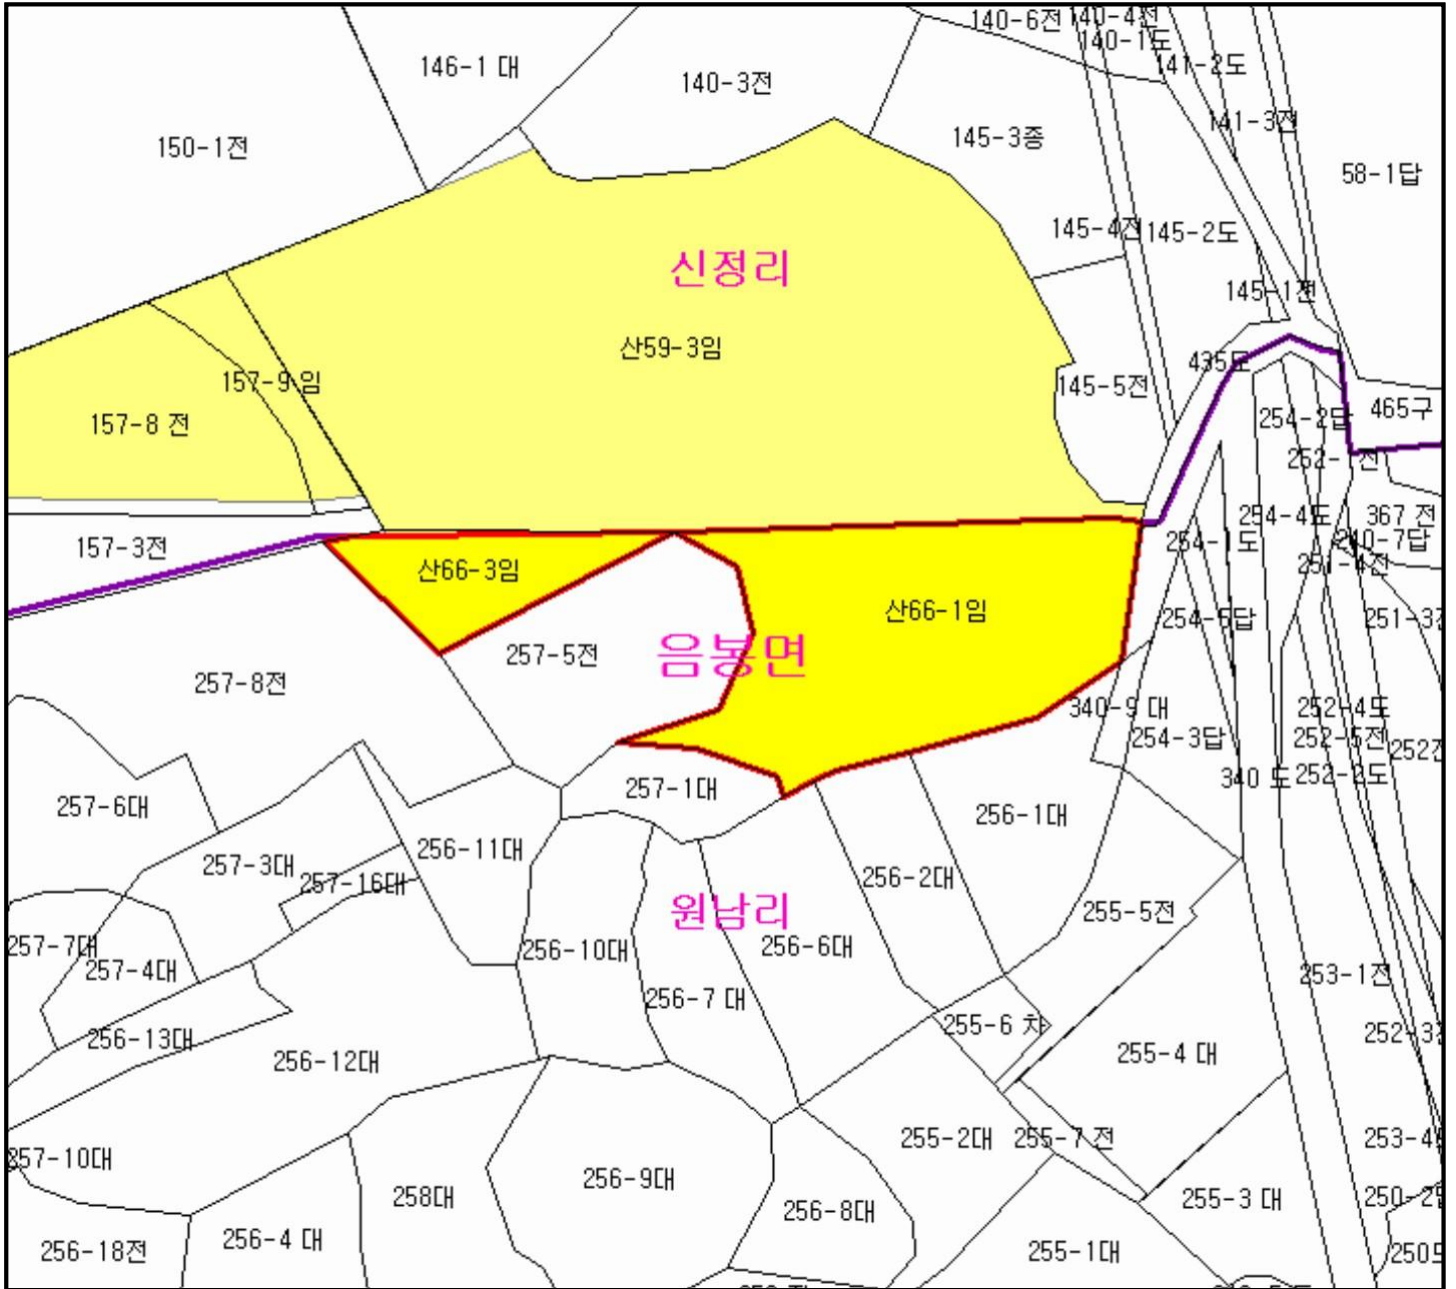 140-6전
140-4전
140-1도
146-1 대
140-3전
141-2도
141-3전
150-1전
145-3종
58-1답
145-4전
145-2도
신정리
145-1전
산59-3임
435도
157-9 임
145-5전
465구
157-8 전
254-2답
254-4도
367 전
240-7답
157-3전
254-1도
251-4전
산66-3임
산66-1임
254-5답
257-5전
음봉면
257-8전
340-9 대
252-4도
254-3답
252-5전
340 도
252-2도
257-1대
257-6대
256-1대
256-11대
257-3대
257-16대
256-2대
원남리
255-5전
257-7대
256-10대
256-6대
257-4대
253-1전
256-7 대
255-6 차
256-13대
256-12대
255-4 대
255-2대
255-7 전
257-10대
256-9대
258대
255-3 대
256-8대
256-4 대
256-18전
255-1대